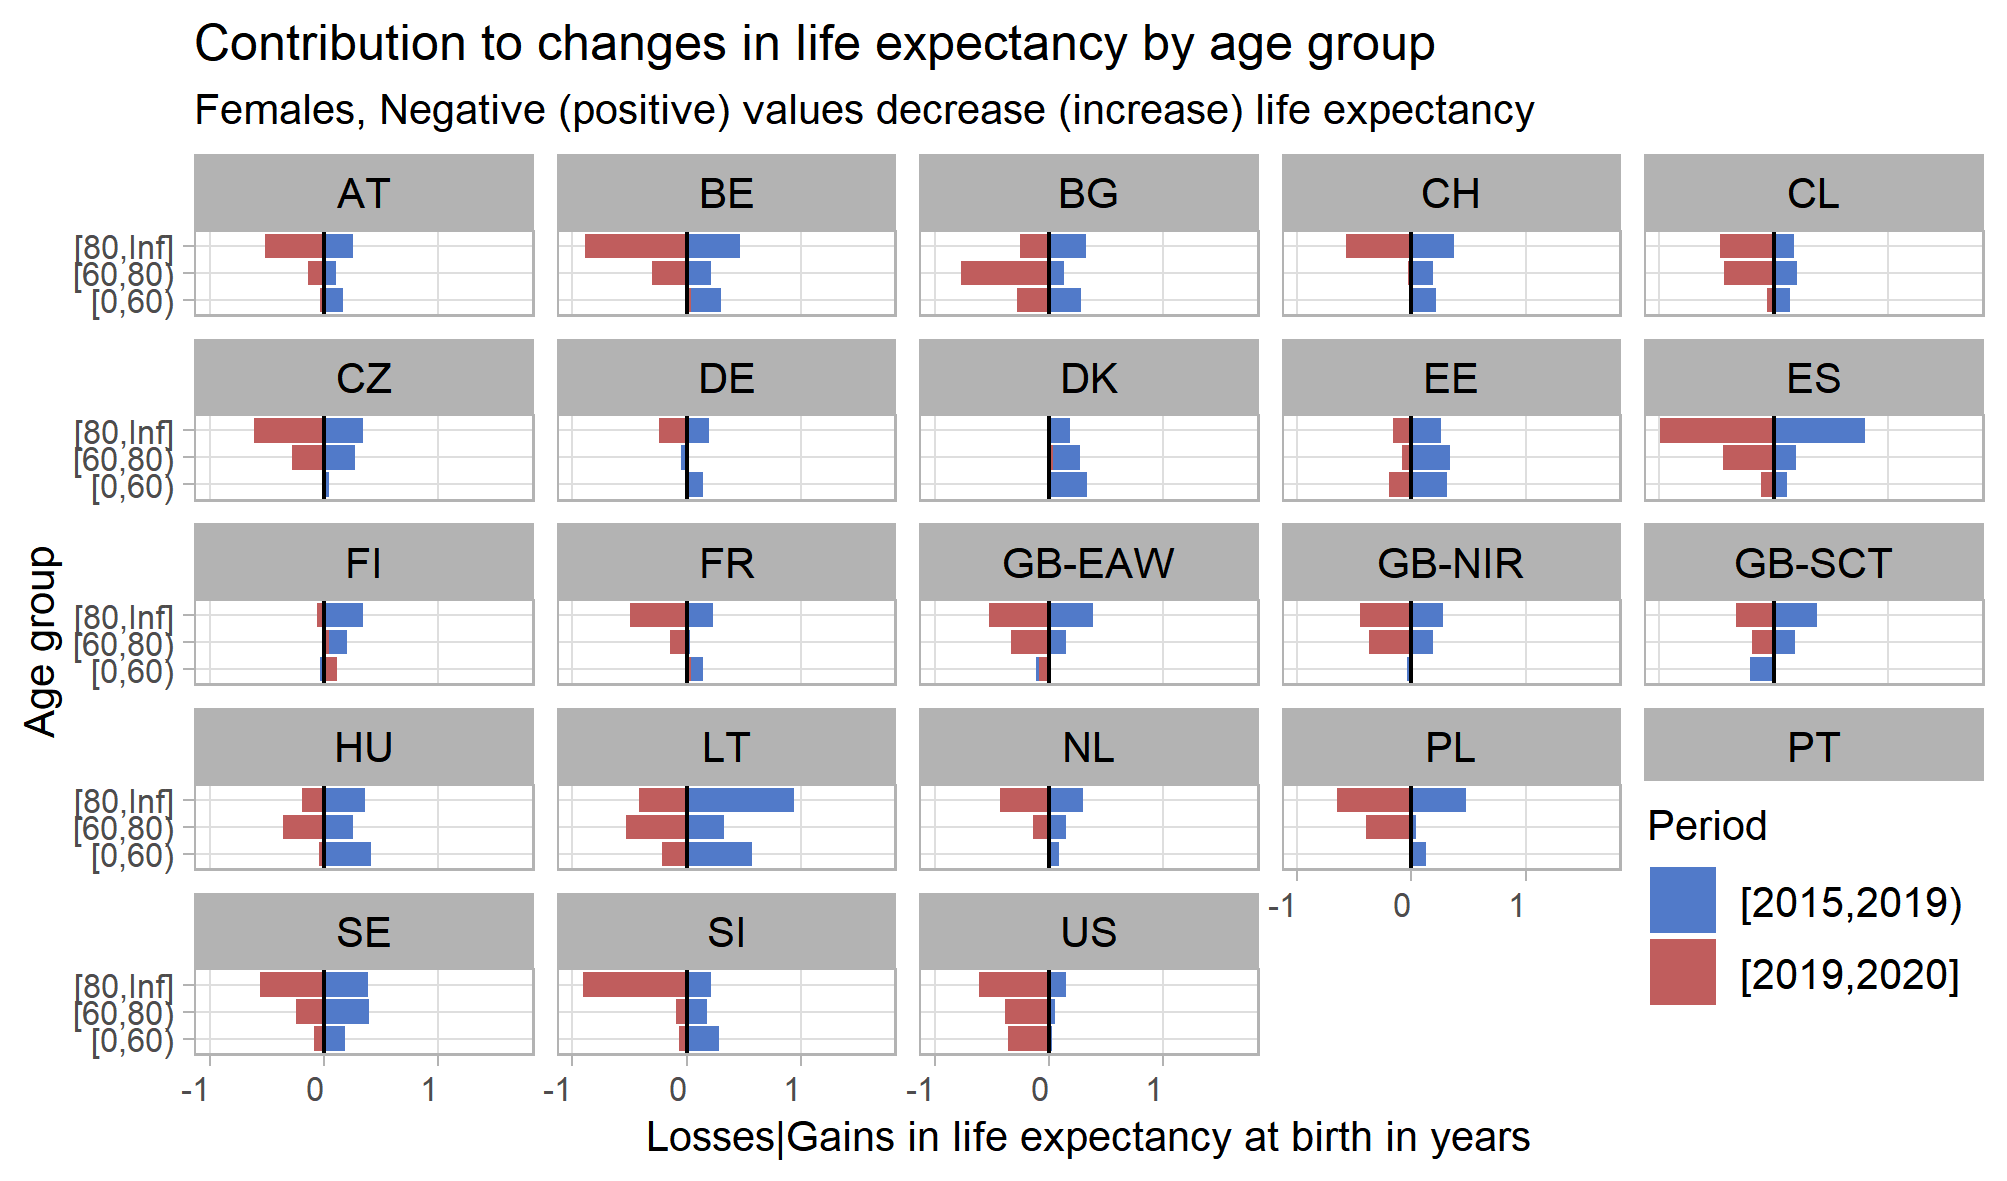 Contribution to changes in life expectancy by age group
Females, Negative (positive) values decrease (increase) life expectancy
AT BE BG CH CL
[80,Inf]
[60,80)
[0,60)
CZ DE DK EE ES
[80,Inf]
[60,80)
[0,60)
FI FR GB-EAW GB-NIR GB-SCT
[80,Inf]
[60,80)
[0,60)
Age group
HU LT NL PL PT
[80,Inf]
[60,80)
[0,60)
-1 0 1
Period
[2015,2019)
[2019,2020]
SE SI US
[80,Inf]
[60,80)
[0,60)
-1 0 1 -1 0 1 -1 0 1
Losses|Gains in life expectancy at birth in years